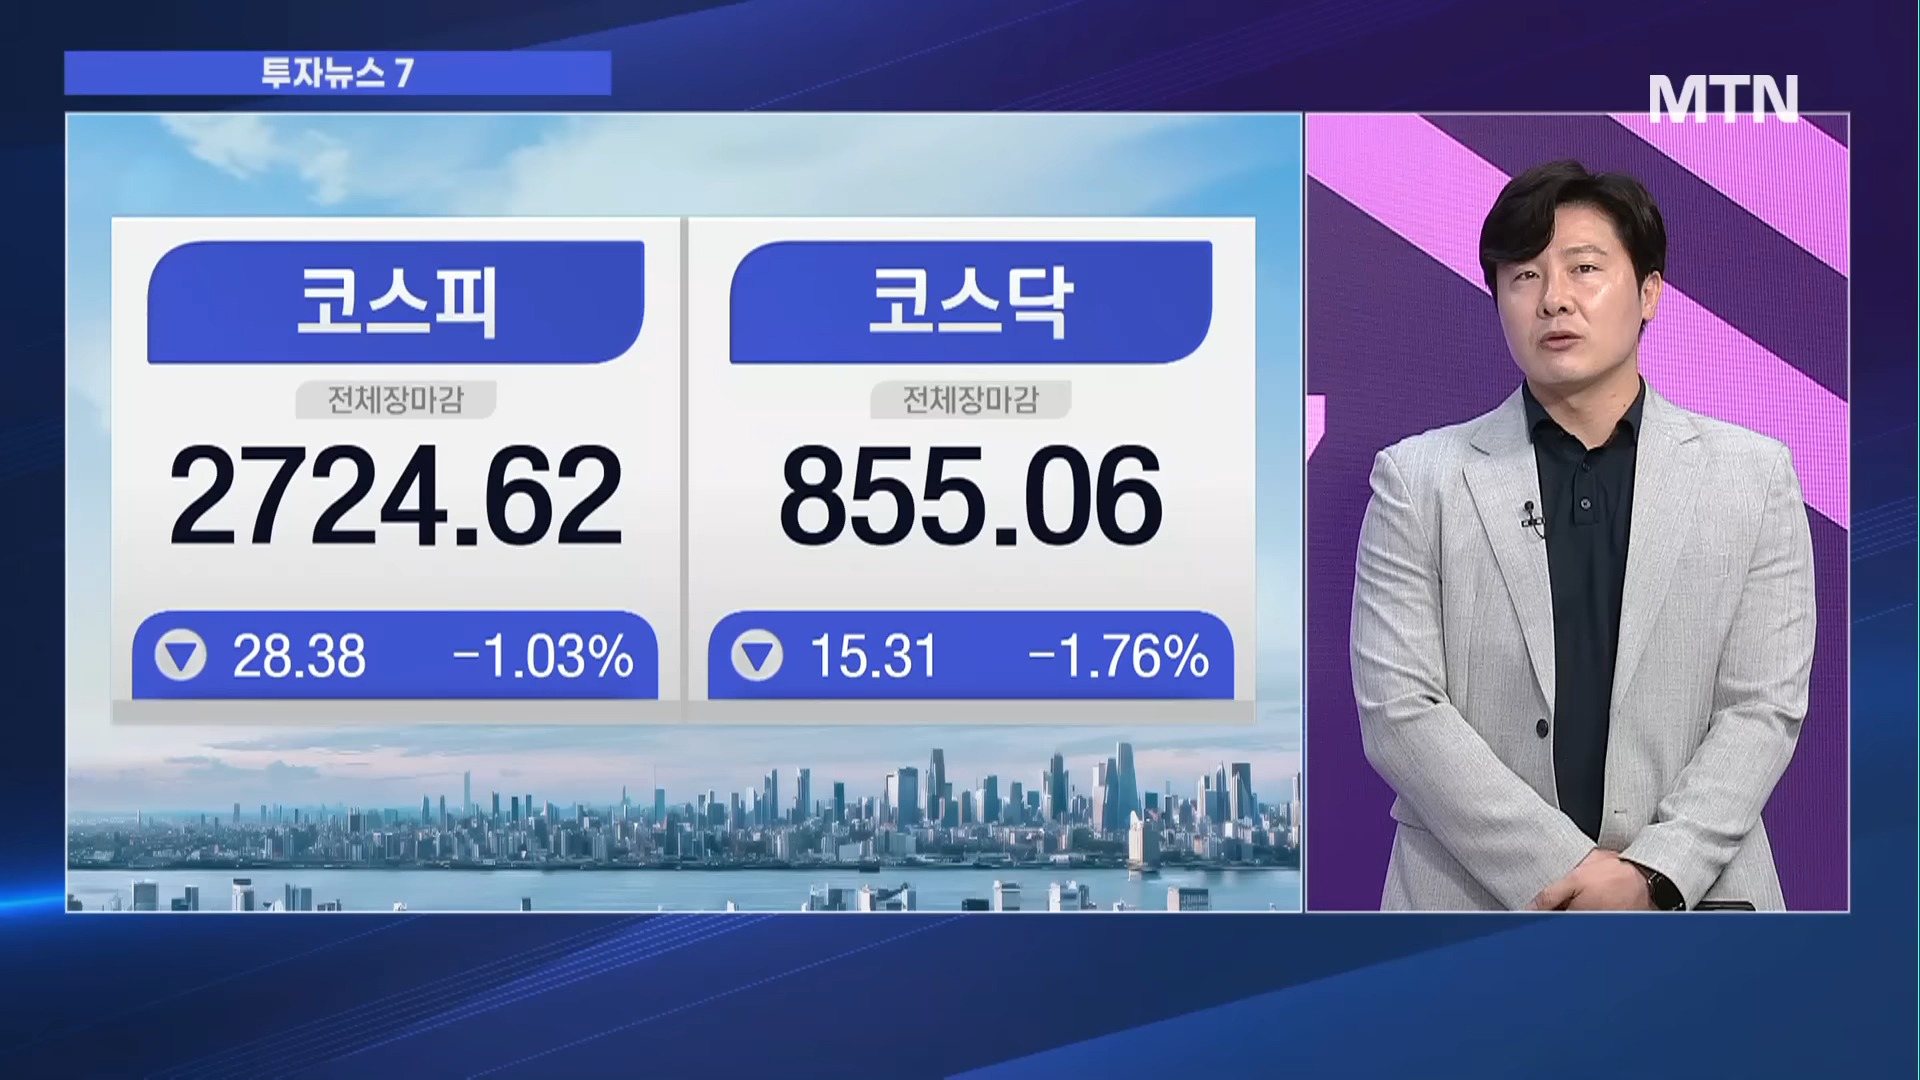 투자뉴스 7
MTN
코스피
전체장마감
2724.62
▼ 28.38 -1.03%
코스닥
전체장마감
855.06
▼ 15.31 -1.76%